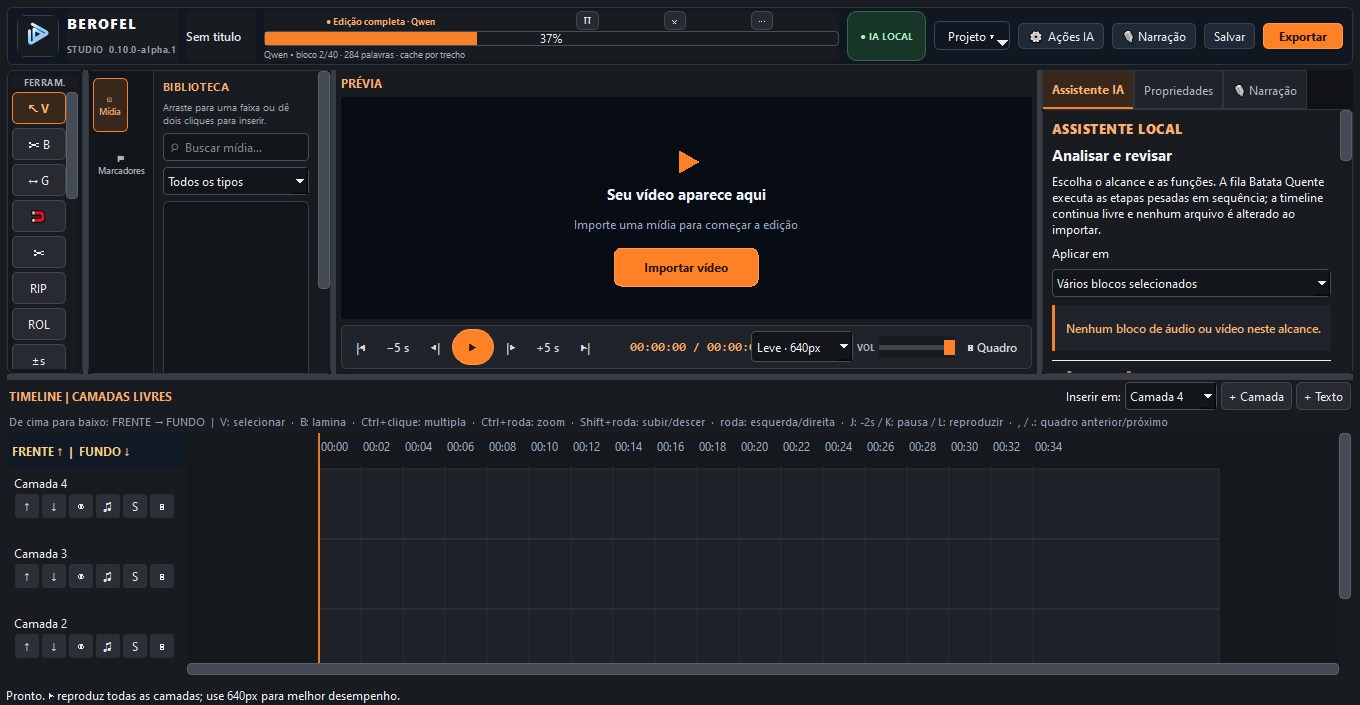 BEROFEL
STUDIO 0.10.0-alpha.1
Sem título
• Edição completa · Qwen
37%
Qwen • bloco 2/40 · 284 palavras · cache por trecho
• IA LOCAL
Projeto
Ações IA
Narração
Salvar
Exportar
FERRAM.
V
B
G
RIP
ROL
±s
Mídia
Marcadores
BIBLIOTECA
Arraste para uma faixa ou dê
dois cliques para inserir.
Buscar mídia...
Todos os tipos
PRÉVIA
Seu vídeo aparece aqui
Importe uma mídia para começar a edição
Importar vídeo
−5 s
+5 s
00:00:00 / 00:00:
Leve · 640px
VOL
Quadro
Assistente IA
Propriedades
Narração
ASSISTENTE LOCAL
Analisar e revisar
Escolha o alcance e as funções. A fila Batata Quente
executa as etapas pesadas em sequência; a timeline
continua livre e nenhum arquivo é alterado ao
importar.
Aplicar em
Vários blocos selecionados
Nenhum bloco de áudio ou vídeo neste alcance.
TIMELINE | CAMADAS LIVRES
Inserir em:
Camada 4
+ Camada
+ Texto
De cima para baixo: FRENTE → FUNDO | V: selecionar · B: lamina · Ctrl+clique: multipla · Ctrl+roda: zoom · Shift+roda: subir/descer · roda: esquerda/direita · J: -2s / K: pausa / L: reproduzir · , / .: quadro anterior/próximo
FRENTE ↑ | FUNDO ↓
00:00 00:02 00:04 00:06 00:08 00:10 00:12 00:14 00:16 00:18 00:20 00:22 00:24 00:26 00:28 00:30 00:32 00:34
Camada 4
↑ ↓ S
Camada 3
↑ ↓ S
Camada 2
↑ ↓ S
Pronto. ▶ reproduz todas as camadas; use 640px para melhor desempenho.